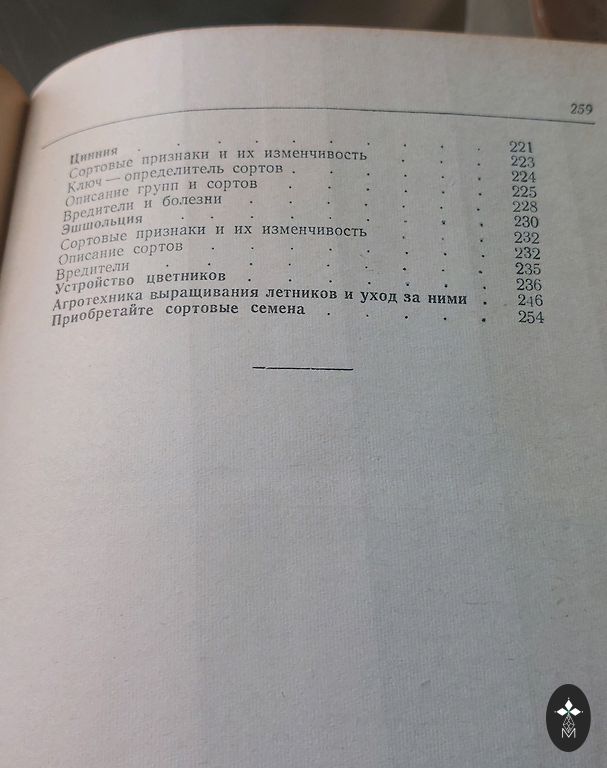 259
Цинния . . . . . . . . . . 221
Сортовые признаки и их изменчивость . . . . 223
Ключ — определитель сортов . . . . . . 224
Описание групп и сортов . . . . . . 225
Вредители и болезни . . . . . . . 228
Эшшольция . . . . . . . . . 230
Сортовые признаки и их изменчивость . . . . 232
Описание сортов . . . . . . . . 232
Вредители . . . . . . . . . 235
Устройство цветников . . . . . . . 236
Агротехника выращивания летников и уход за ними . 246
Приобретайте сортовые семена . . . . . 254
M